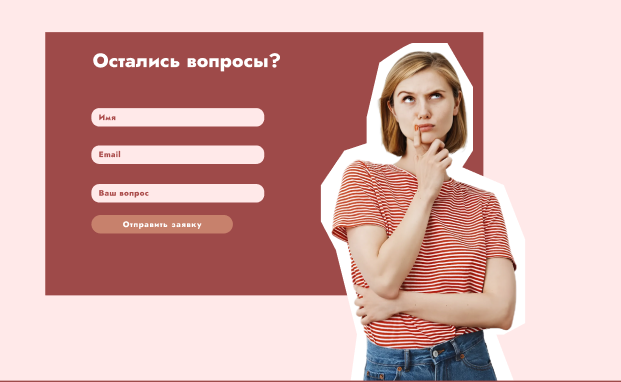 Остались вопросы?
Имя
Email
Ваш вопрос
Отправить заявку